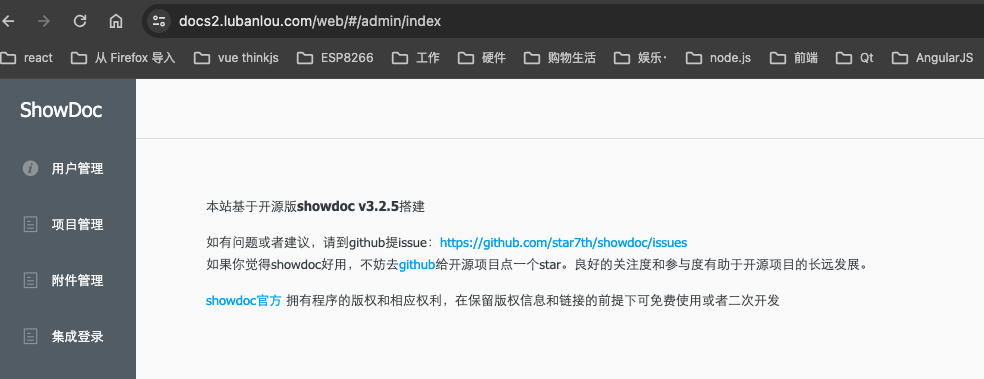 docs2.lubanlou.com/web/#/admin/index
react 从 Firefox 导入 vue thinkjs ESP8266 工作 硬件 购物生活 娱乐· node.js 前端 Qt AngularJS
ShowDoc
用户管理
项目管理
附件管理
集成登录
本站基于开源版showdoc v3.2.5搭建
如有问题或者建议，请到github提issue：https://github.com/star7th/showdoc/issues
如果你觉得showdoc好用，不妨去github给开源项目点一个star。良好的关注度和参与度有助于开源项目的长远发展。
showdoc官方 拥有程序的版权和相应权利，在保留版权信息和链接的前提下可免费使用或者二次开发